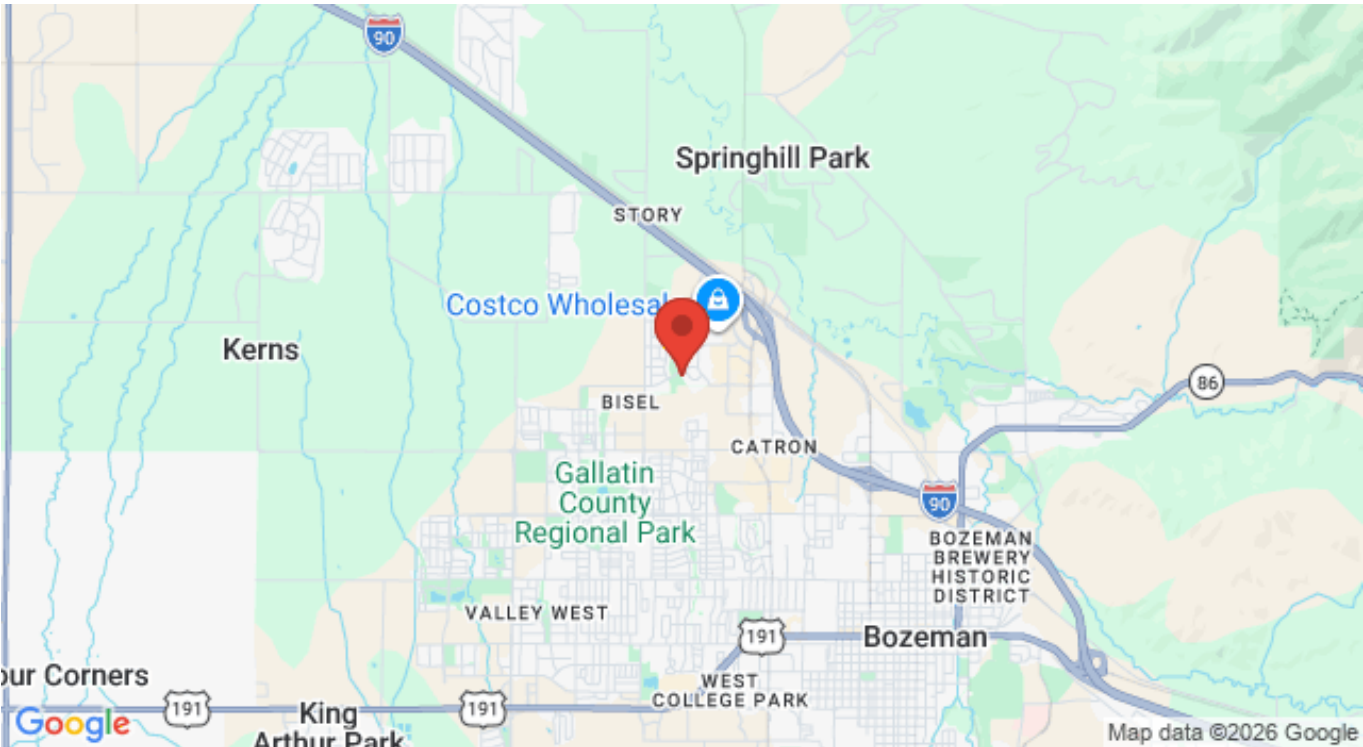 90
Springhill Park
STORY
Costco Wholesal
Kerns
86
BISEL
CATRON
Gallatin
County
Regional Park
90
BOZEMAN
BREWERY
HISTORIC
DISTRICT
VALLEY WEST
191
Bozeman
our Corners
WEST
COLLEGE PARK
191
191
King
Arthur Park
Google
Map data ©2026 Google